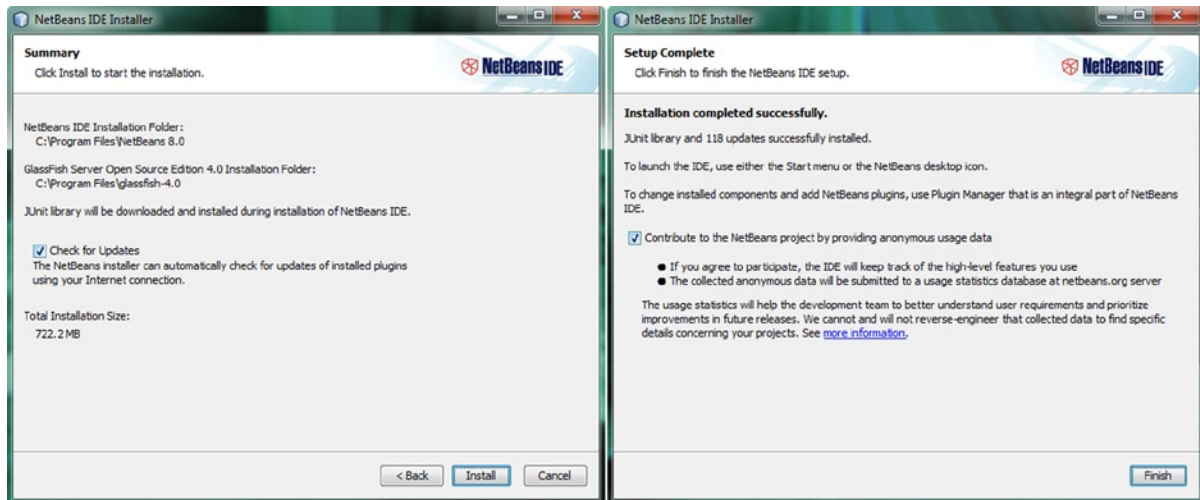 NetBeans IDE Installer
Summary
Click Install to start the installation.
NetBeans IDE
NetBeans IDE Installation Folder:
C:\Program Files\NetBeans 8.0
GlassFish Server Open Source Edition 4.0 Installation Folder:
C:\Program Files\glassfish-4.0
JUnit library will be downloaded and installed during installation of NetBeans IDE.
Check for Updates
The NetBeans installer can automatically check for updates of installed plugins
using your Internet connection.
Total Installation Size:
722.2 MB
< Back
Install
Cancel
NetBeans IDE Installer
Setup Complete
Click Finish to finish the NetBeans IDE setup.
NetBeans IDE
Installation completed successfully.
JUnit library and 118 updates successfully installed.
To launch the IDE, use either the Start menu or the NetBeans desktop icon.
To change installed components and add NetBeans plugins, use Plugin Manager that is an integral part of NetBeans
IDE.
Contribute to the NetBeans project by providing anonymous usage data
● If you agree to participate, the IDE will keep track of the high-level features you use
● The collected anonymous data will be submitted to a usage statistics database at netbeans.org server
The usage statistics will help the development team to better understand user requirements and prioritize
improvements in future releases. We cannot and will not reverse-engineer that collected data to find specific
details concerning your projects. See more information.
Finish